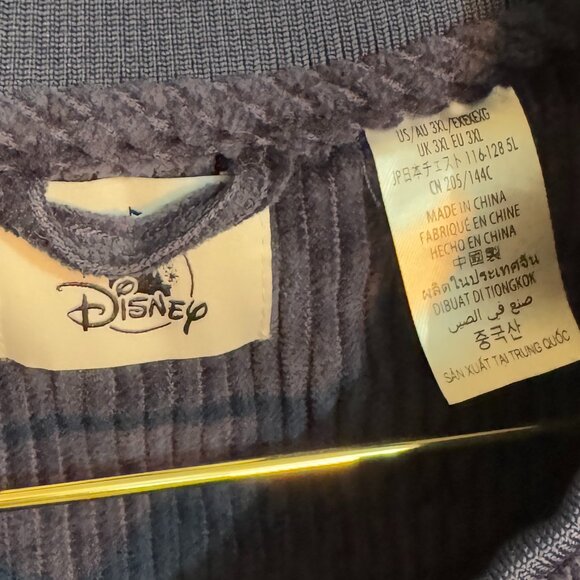 Disney
US/AU 3XL/EXEXEXG
UK 3XL EU 3XL
JP日本チェスト 116-128 5L
CN 205/144C
MADE IN CHINA
FABRIQUÉ EN CHINE
HECHO EN CHINA
中國製
ผลิตในประเทศจีน
DIBUAT DI TIONGKOK
صنع في الصين
중국산
SẢN XUẤT TẠI TRUNG QUỐC